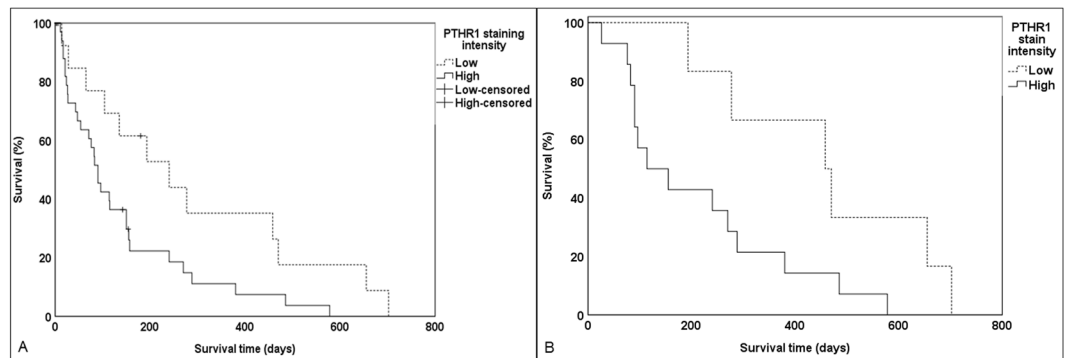 PTHR1 staining
intensity
Low
High
Low-censored
High-censored
Survival (%)
100
80
60
40
20
0
0 200 400 600 800
Survival time (days)
A
PTHR1
stain
intensity
Low
High
Survival (%)
100
80
60
40
20
0
0 200 400 600 800
Survival time (days)
B